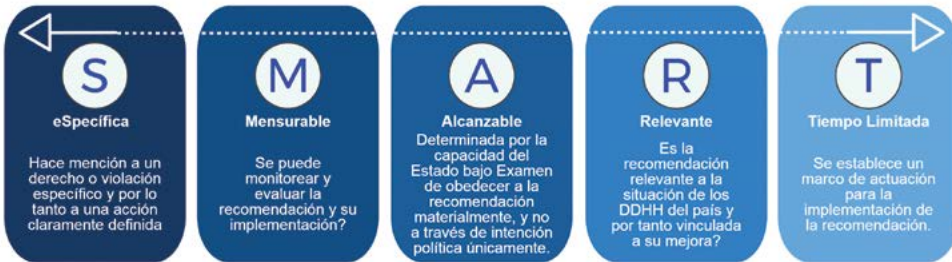 S
eSpecífica
Hace mención a un
derecho o violación
específico y por lo
tanto a una acción
claramente definida
M
Mensurable
Se puede
monitorear y
evaluar la
recomendación y su
implementación?
A
Alcanzable
Determinada por la
capacidad del
Estado bajo Examen
de obedecer a la
recomendación
materialmente, y no
a través de intención
política únicamente.
R
Relevante
Es la
recomendación
relevante a la
situación de los
DDHH del país y
por tanto vinculada
a su mejora?
T
Tiempo Limitada
Se establece un
marco de actuación
para la
implementación de
la recomendación.